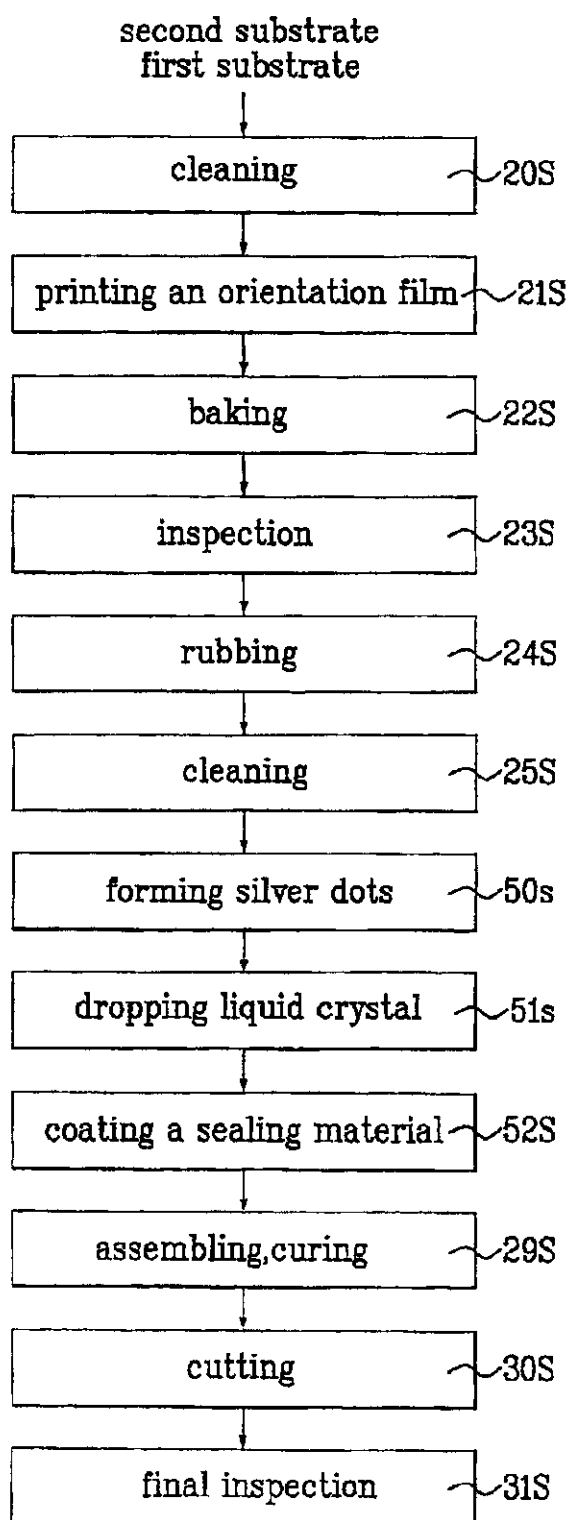 second substrate
first substrate
cleaning 20S
printing an orientation film 21S
baking 22S
inspection 23S
rubbing 24S
cleaning 25S
forming silver dots 50s
dropping liquid crystal 51s
coating a sealing material 52S
assembling,curing 29S
cutting 30S
final inspection 31S